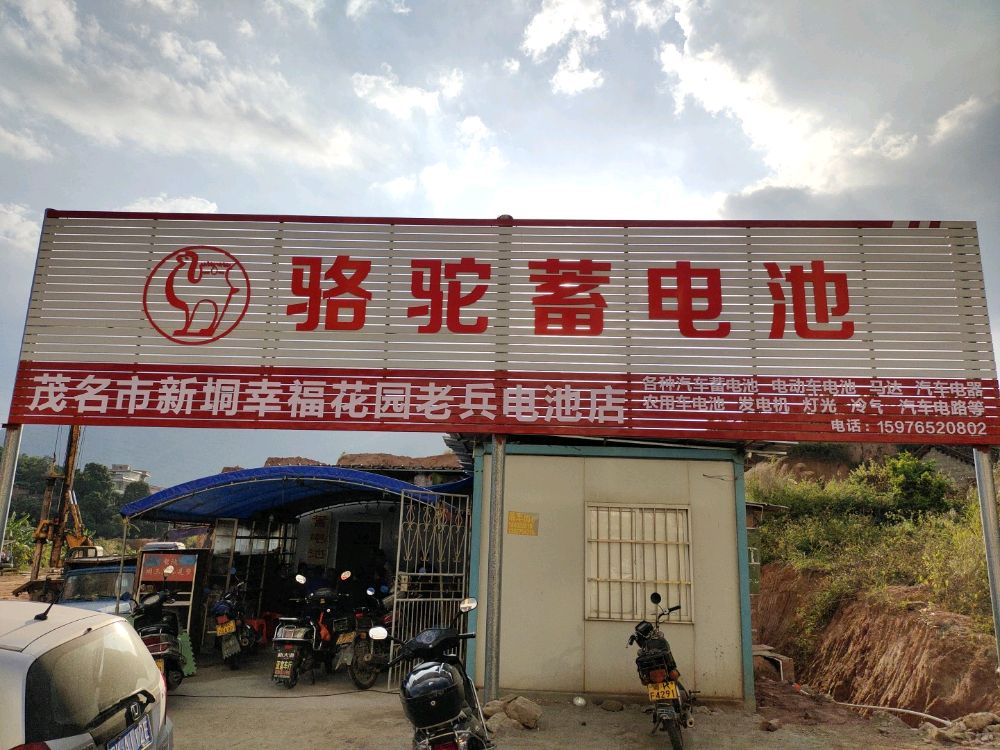 骆驼蓄电池
茂名市新垌幸福花园老兵电池店
各种汽车蓄电池 电动车电池 马达 汽车电器
农用车电池 发电机 灯光 冷气 汽车电路等
电话：15976520802
F4291